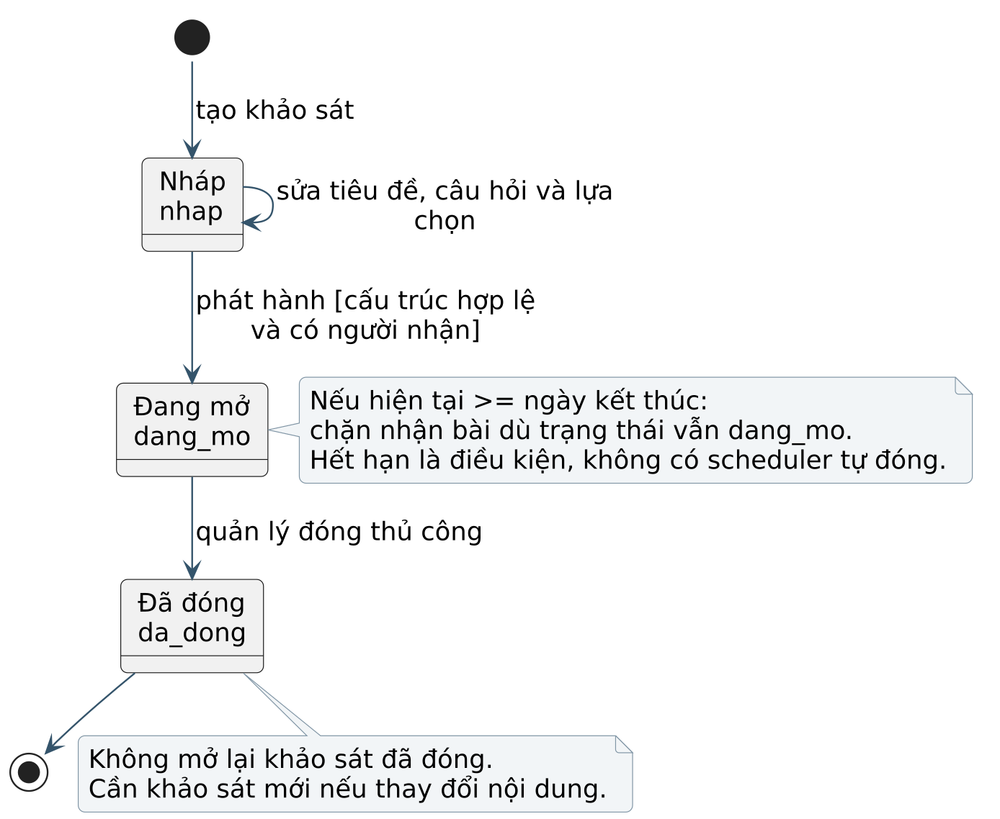 tạo khảo sát
Nháp
nhap
sửa tiêu đề, câu hỏi và lựa
chọn
phát hành [cấu trúc hợp lệ
và có người nhận]
Đang mở
dang_mo
Nếu hiện tại >= ngày kết thúc:
chặn nhận bài dù trạng thái vẫn dang_mo.
Hết hạn là điều kiện, không có scheduler tự đóng.
quản lý đóng thủ công
Đã đóng
da_dong
Không mở lại khảo sát đã đóng.
Cần khảo sát mới nếu thay đổi nội dung.